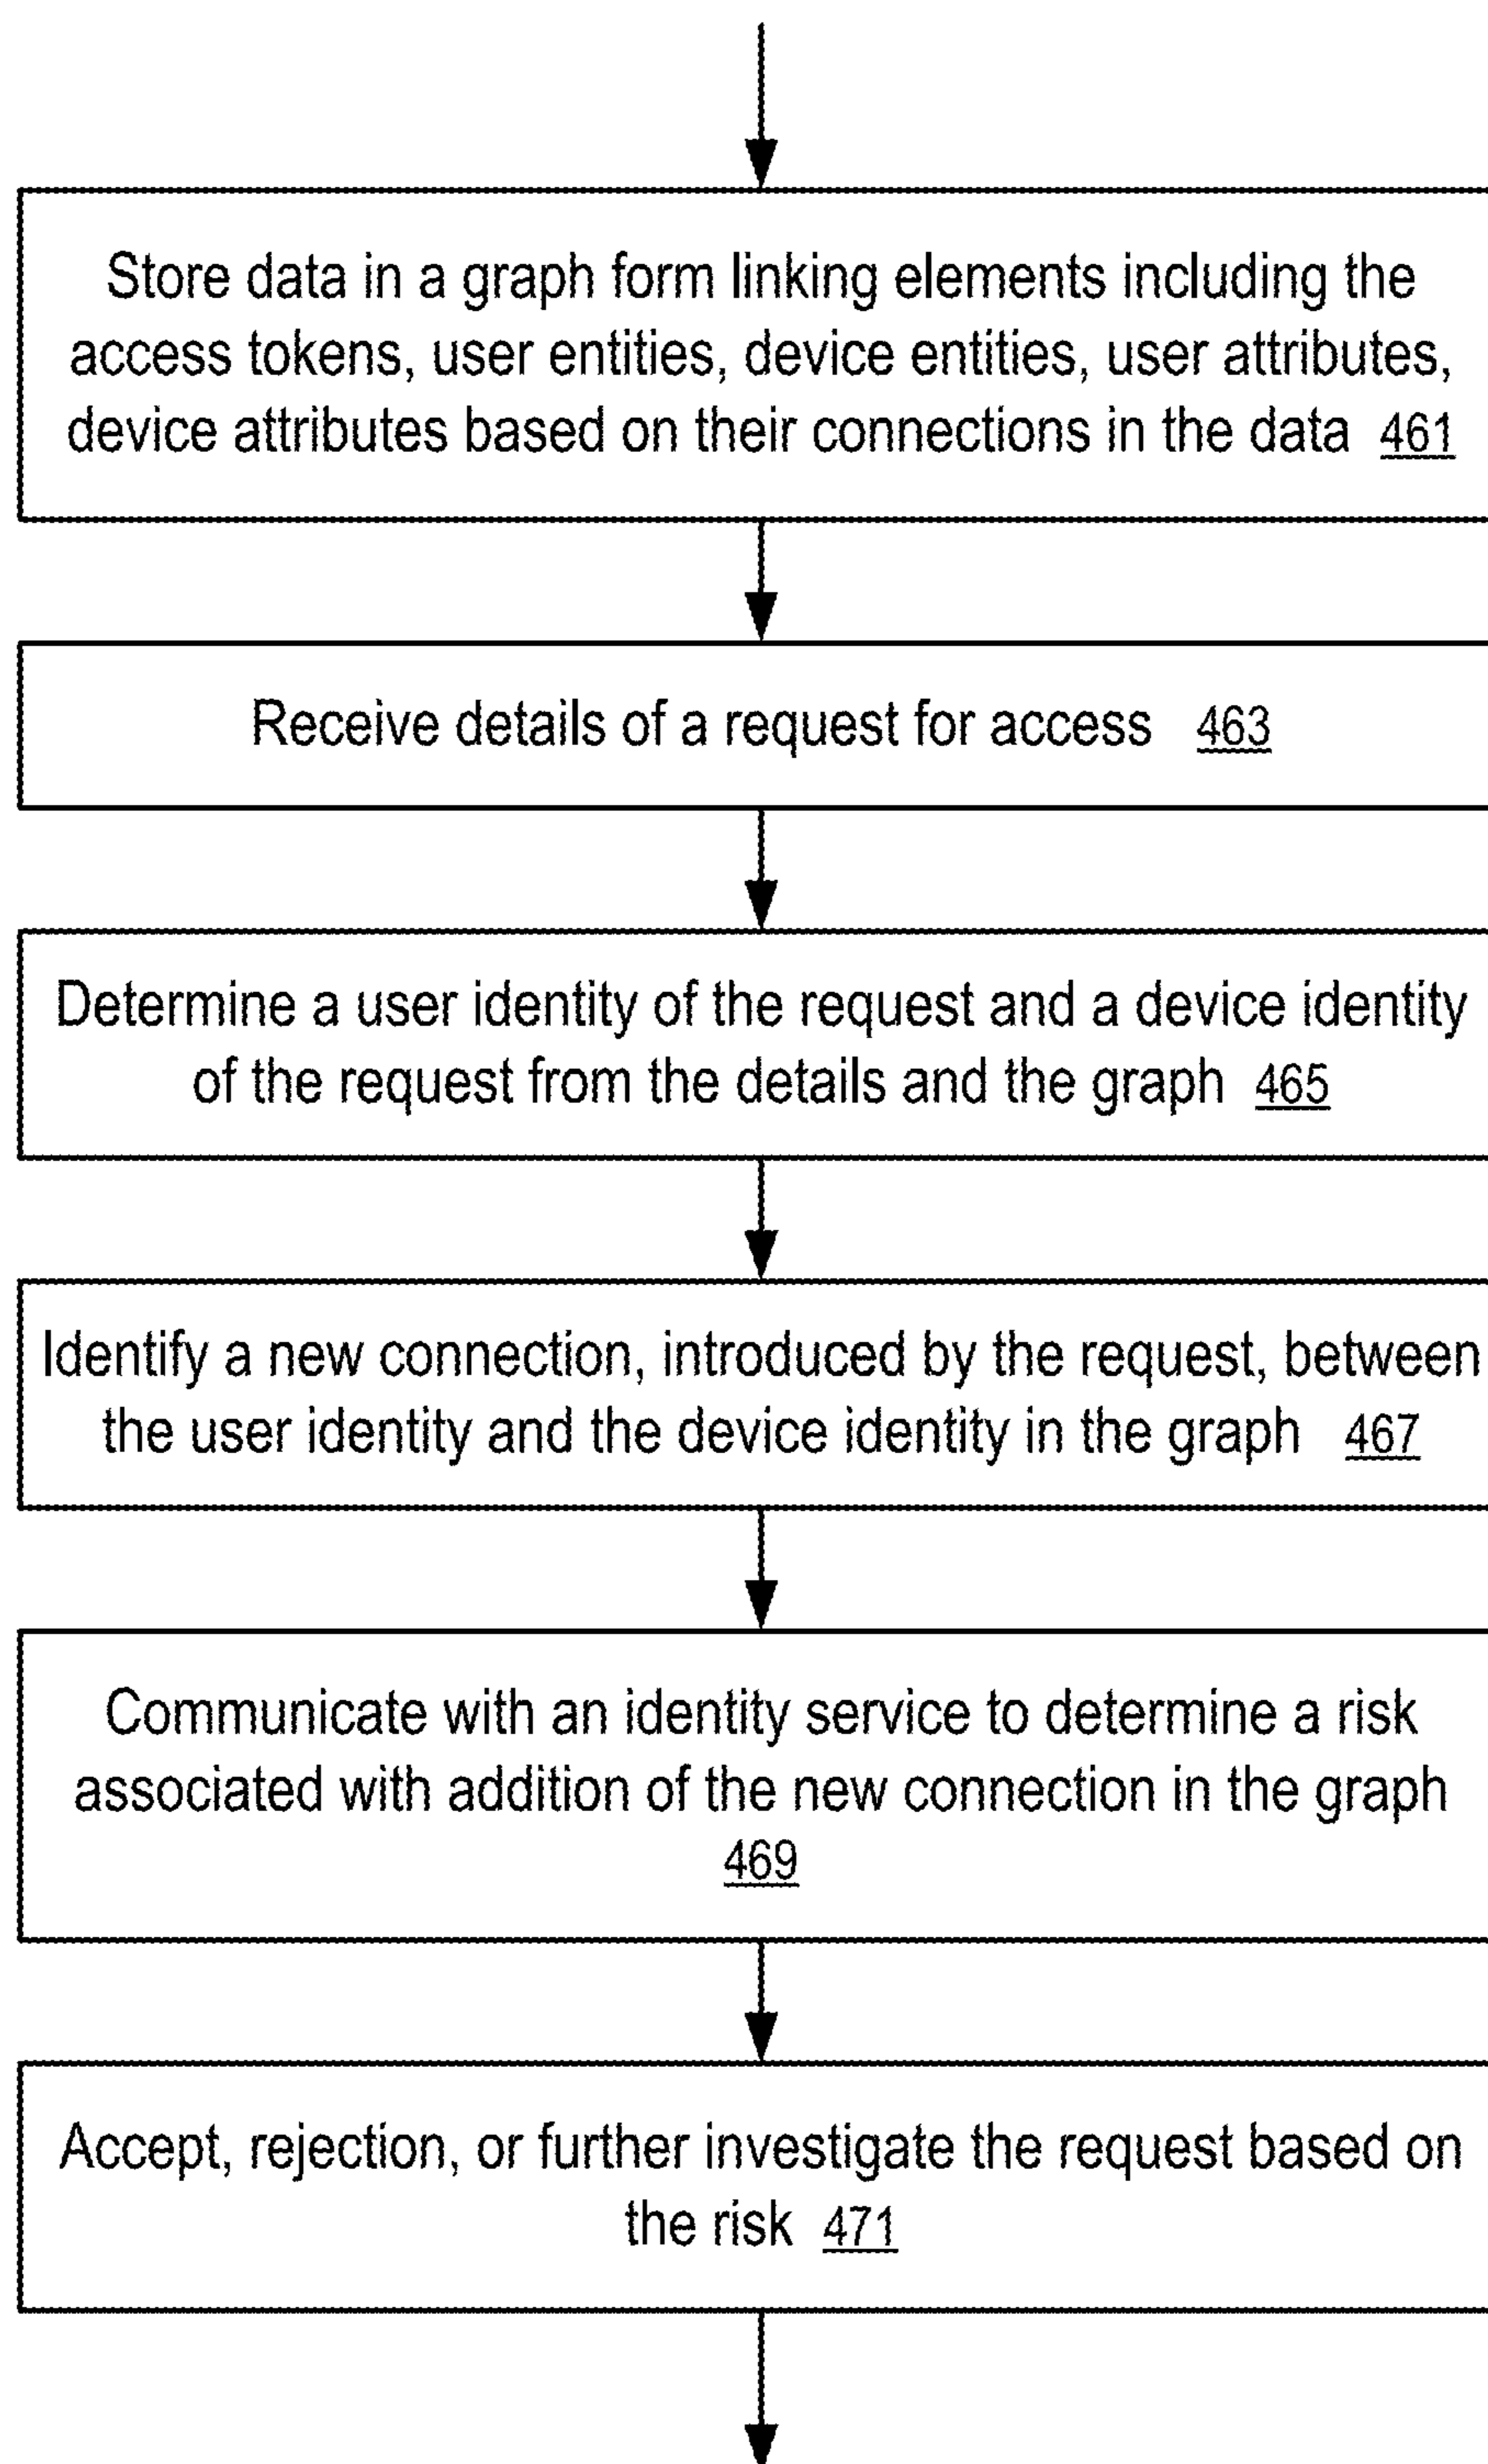 Store data in a graph form linking elements including the
access tokens, user entities, device entities, user attributes,
device attributes based on their connections in the data 461
Receive details of a request for access 463
Determine a user identity of the request and a device identity
of the request from the details and the graph 465
Identify a new connection, introduced by the request, between
the user identity and the device identity in the graph 467
Communicate with an identity service to determine a risk
associated with addition of the new connection in the graph
469
Accept, rejection, or further investigate the request based on
the risk 471